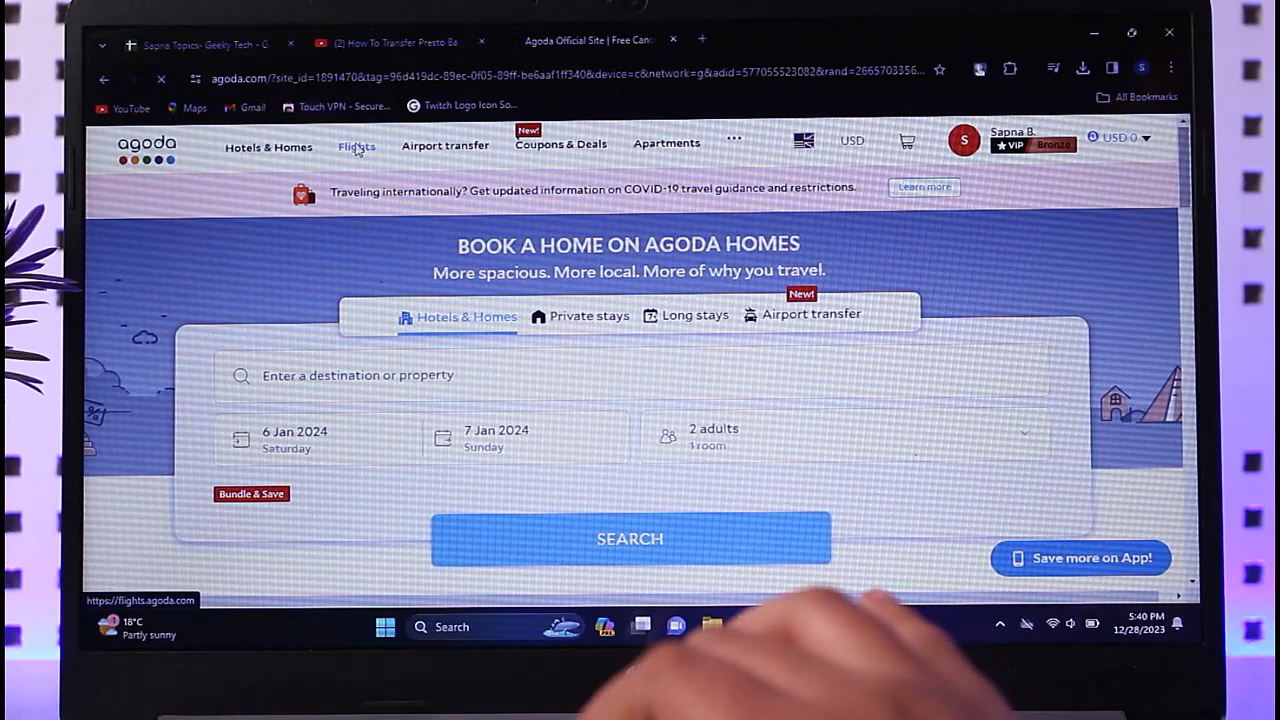 Sapna Topics- Geeky Tech - G
(2) How To Transfer Presto Ba
Agoda Official Site | Free Canc
agoda.com/?site_id=1891470&tag=96d419dc-89ec-0f05-89ff-be6aaf1ff340&device=c&network=g&adid=577055523082&rand=2665703356...
S
YouTube
Maps
Gmail
Touch VPN - Secure...
Twitch Logo Icon So...
All Bookmarks
agoda
Hotels & Homes
Flights
Airport transfer
New!
Coupons & Deals
Apartments
USD
S
Sapna B.
VIP Bronze
USD 0
Traveling internationally? Get updated information on COVID-19 travel guidance and restrictions.
Learn more
BOOK A HOME ON AGODA HOMES
More spacious. More local. More of why you travel.
New!
Hotels & Homes
Private stays
Long stays
Airport transfer
Enter a destination or property
6 Jan 2024
Saturday
7 Jan 2024
Sunday
2 adults
1 room
Bundle & Save
SEARCH
Save more on App!
https://flights.agoda.com
18°C
Partly sunny
Search
5:40 PM
12/28/2023